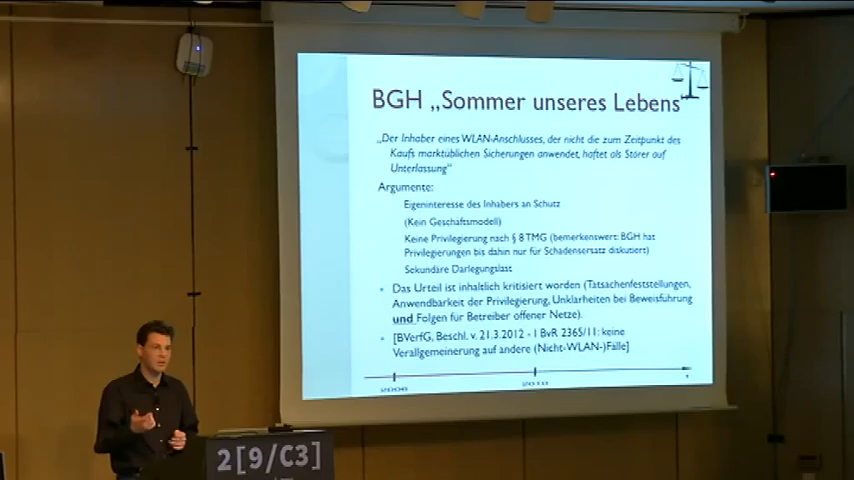 BGH „Sommer unseres Lebens“
„Der Inhaber eines WLAN-Anschlusses, der nicht die zum Zeitpunkt des
Kaufs marktüblichen Sicherungen anwendet, haftet als Störer auf
Unterlassung“
Argumente:
Eigeninteresse des Inhabers an Schutz
(Kein Geschäftsmodell)
Keine Privilegierung nach § 8 TMG (bemerkenswert: BGH hat
Privilegierungen bis dahin nur für Schadensersatz diskutiert)
Sekundäre Darlegungslast
• Das Urteil ist inhaltlich kritisiert worden (Tatsachenfeststellungen,
Anwendbarkeit der Privilegierung, Unklarheiten bei Beweisführung
und Folgen für Betreiber offener Netze).
• [BVerfG, Beschl. v. 21.3.2012 - 1 BvR 2365/11: keine
Verallgemeinerung auf andere (Nicht-WLAN-)Fälle]
2006 2010
2[9/C3]